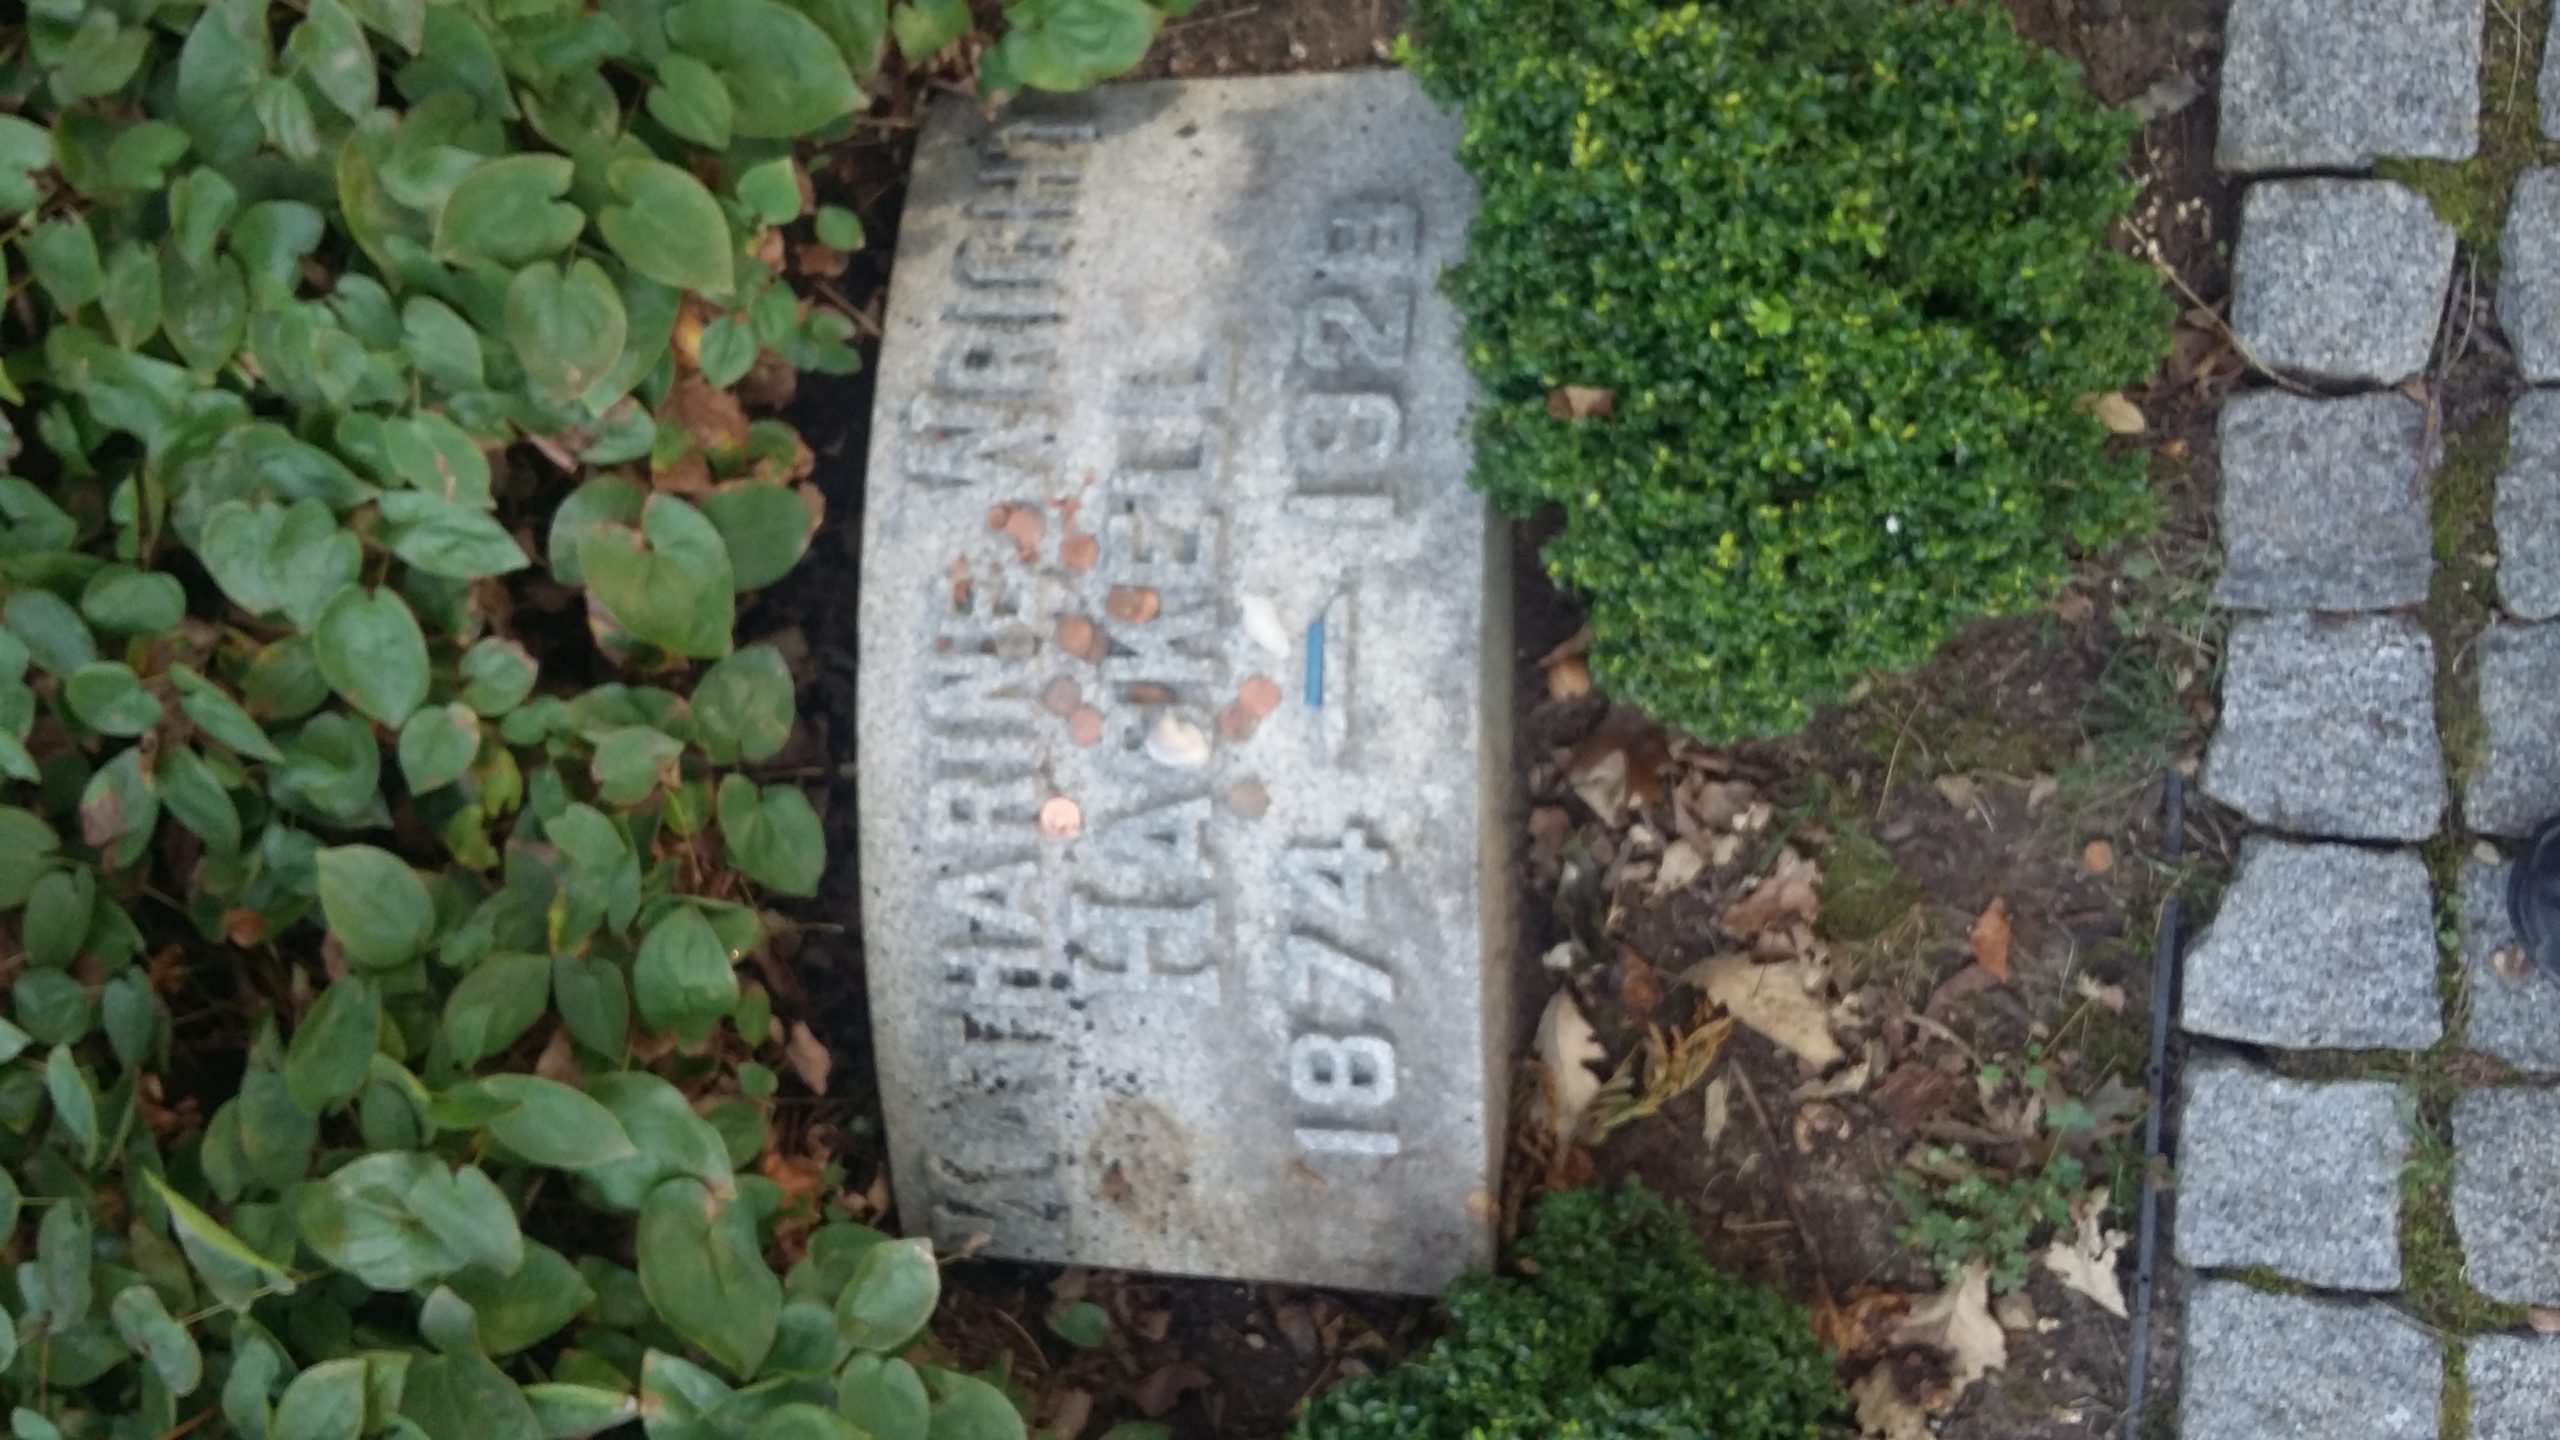 KATHARINE WRIGHT
HASKELL
1874 — 1929